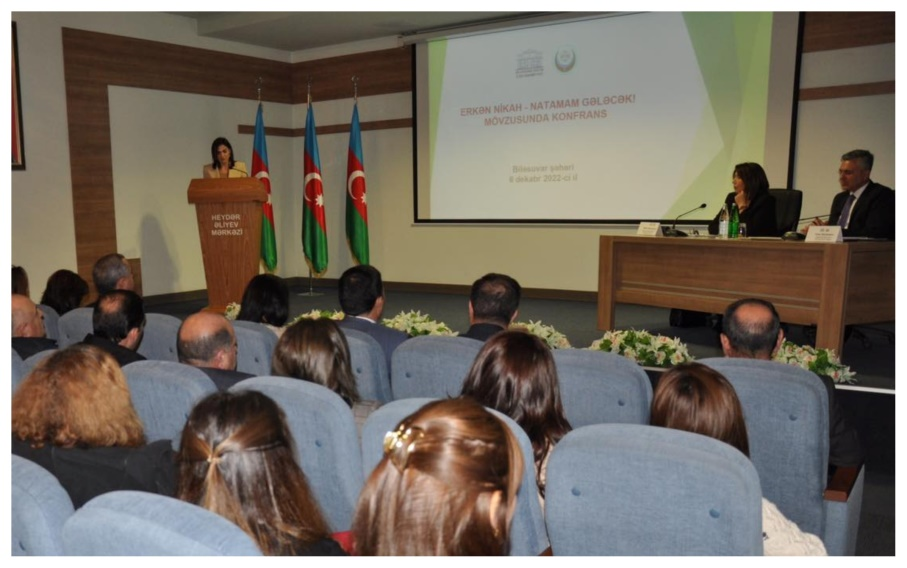 ERKƏN NİKAH - NATAMAM GƏLƏCƏK!
MÖVZUSUNDA KONFRANS
Biləsuvar şəhəri
8 dekabr 2022-ci il
HEYDƏR
ƏLİYEV
MƏRKƏZİ